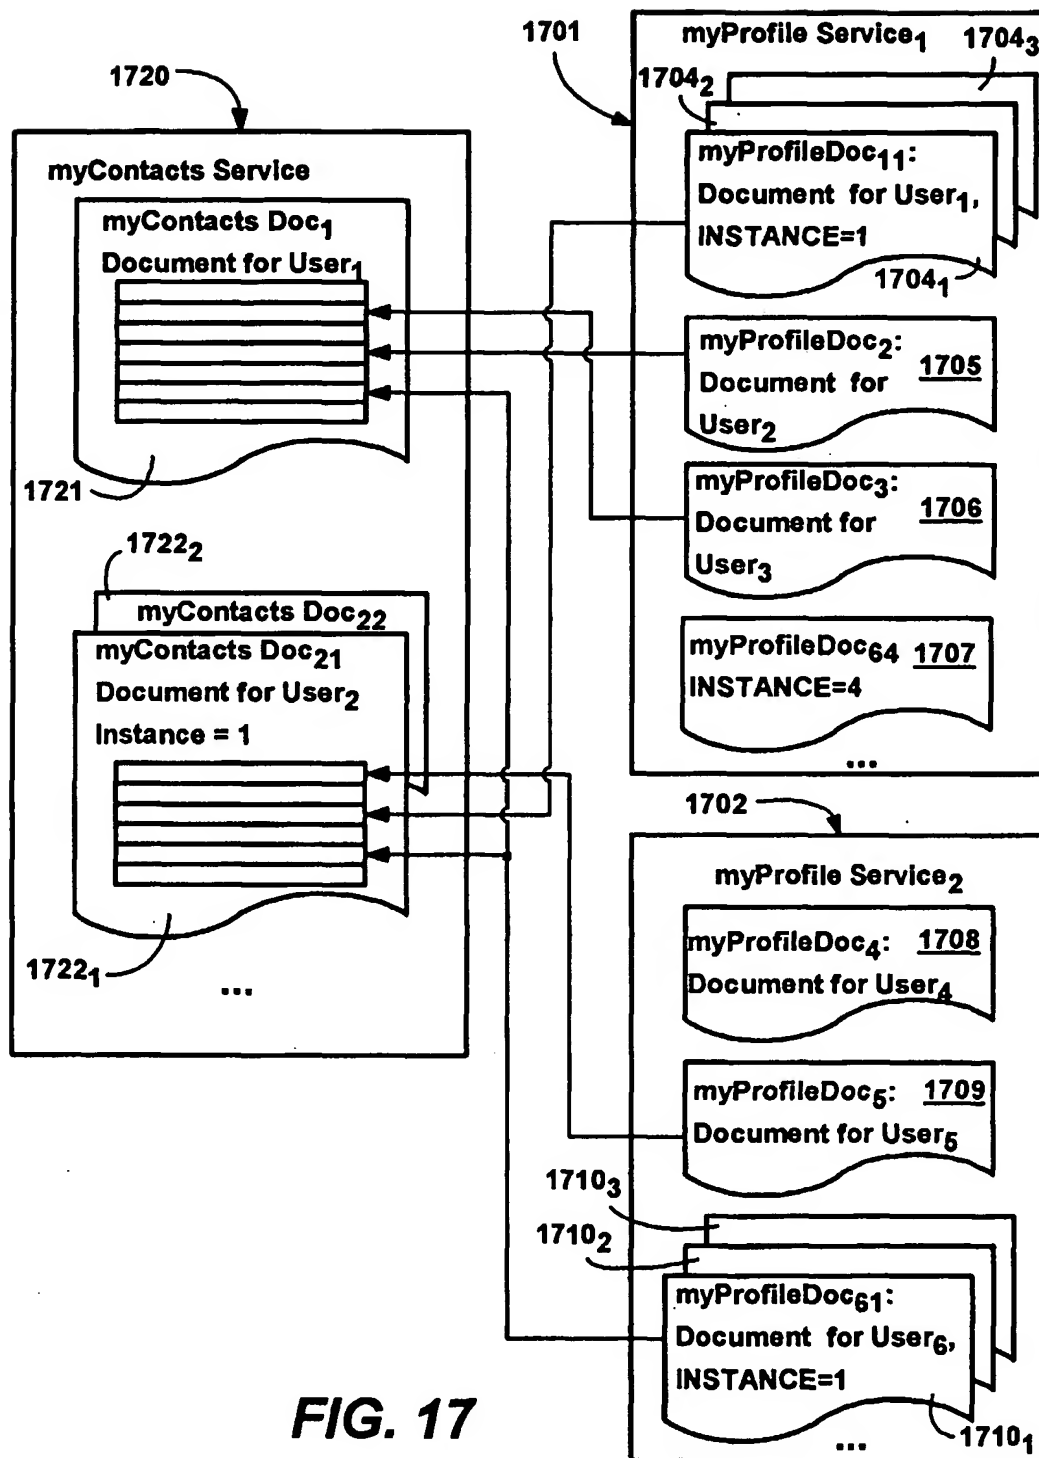 1720
myContacts Service
myContacts Doc₁
Document for User₁
1721
1722₂
myContacts Doc₂₂
myContacts Doc₂₁
Document for User₂
Instance = 1
1722₁
...
1701
myProfile Service₁
1704₃
1704₂
myProfileDoc₁₁:
Document for User₁,
INSTANCE=1
1704₁
myProfileDoc₂:
Document for
User₂
1705
myProfileDoc₃:
Document for
User₃
1706
myProfileDoc₆₄
1707
INSTANCE=4
...
1702
myProfile Service₂
myProfileDoc₄:
1708
Document for User₄
myProfileDoc₅:
1709
Document for User₅
1710₃
1710₂
myProfileDoc₆₁:
Document for User₆,
INSTANCE=1
1710₁
...
FIG. 17